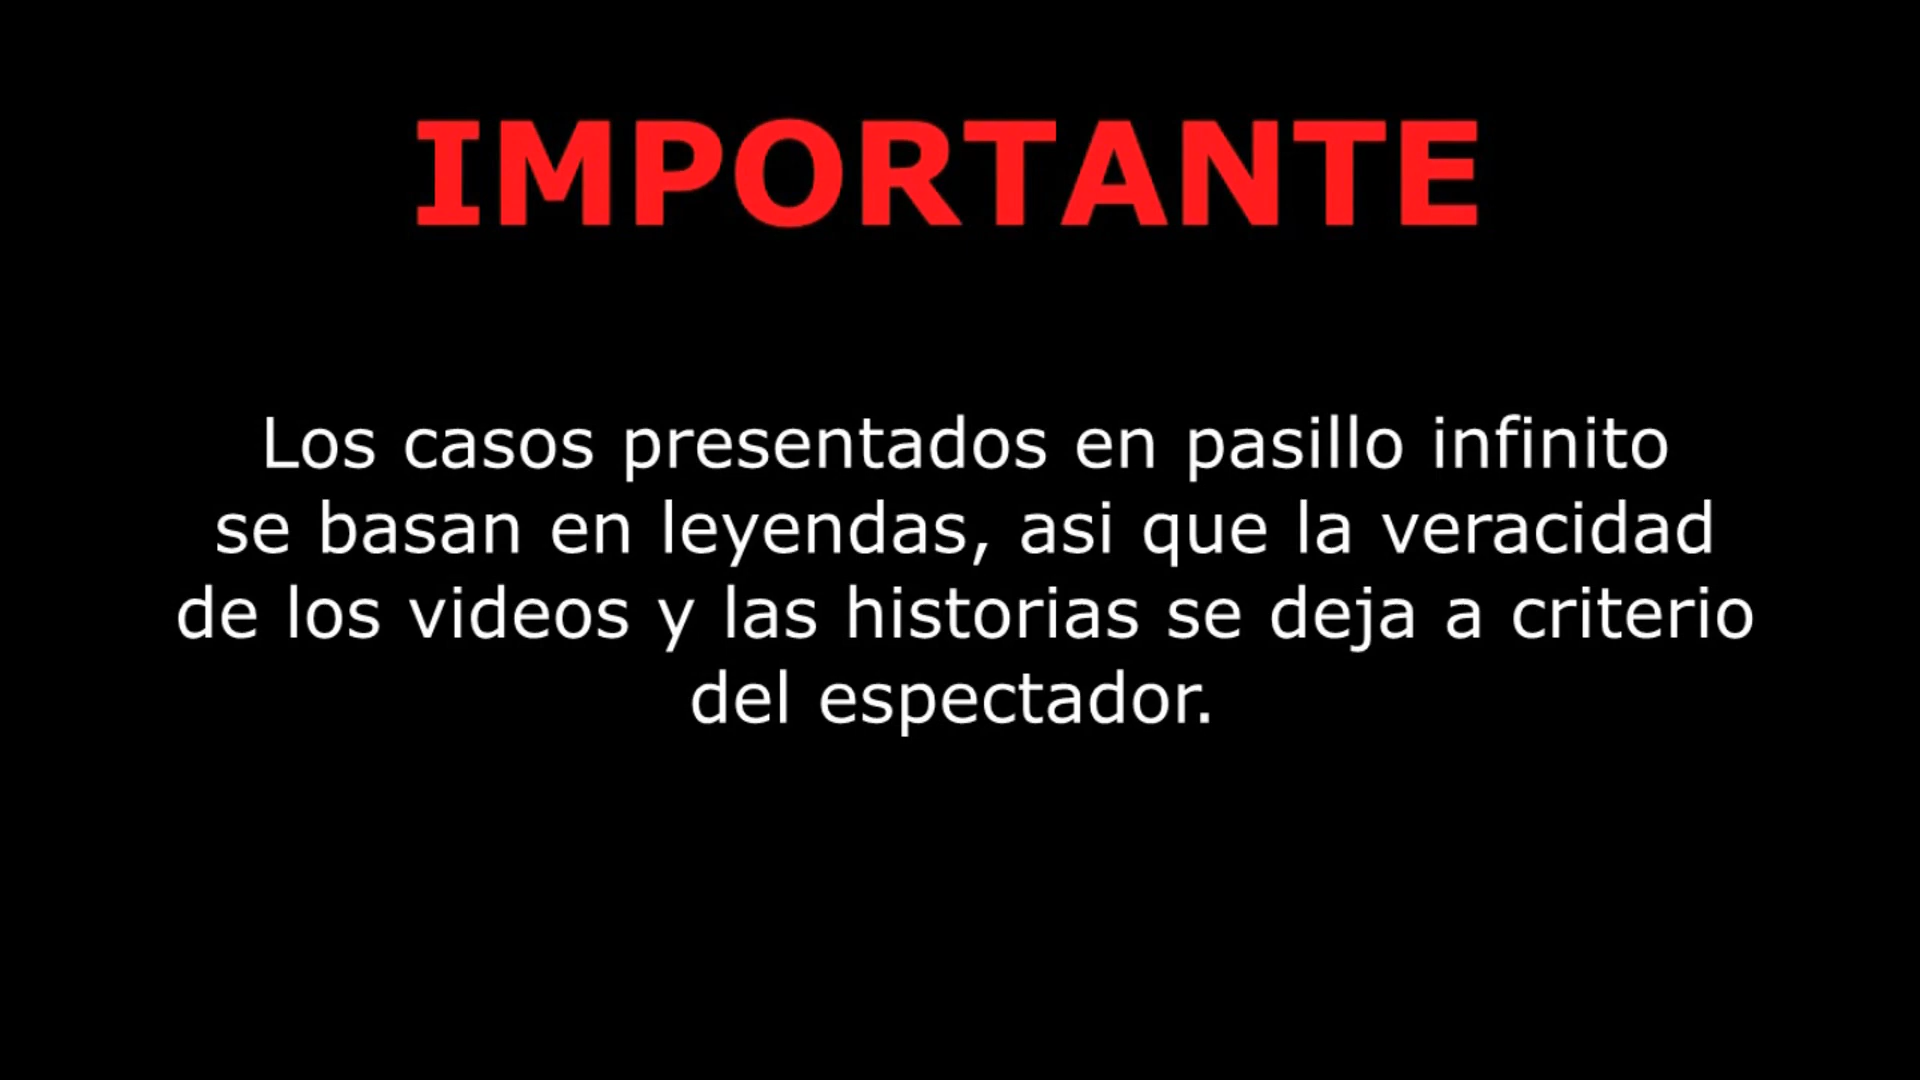 IMPORTANTE
Los casos presentados en pasillo infinito
se basan en leyendas, asi que la veracidad
de los videos y las historias se deja a criterio
del espectador.